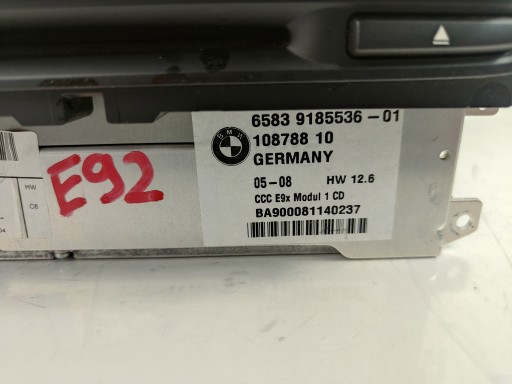 6583 9185536-01
108788 10
BMW
GERMANY
05-08 HW 12.6
CCC E9x Modul 1 CD
BA900081140237
E92
HW